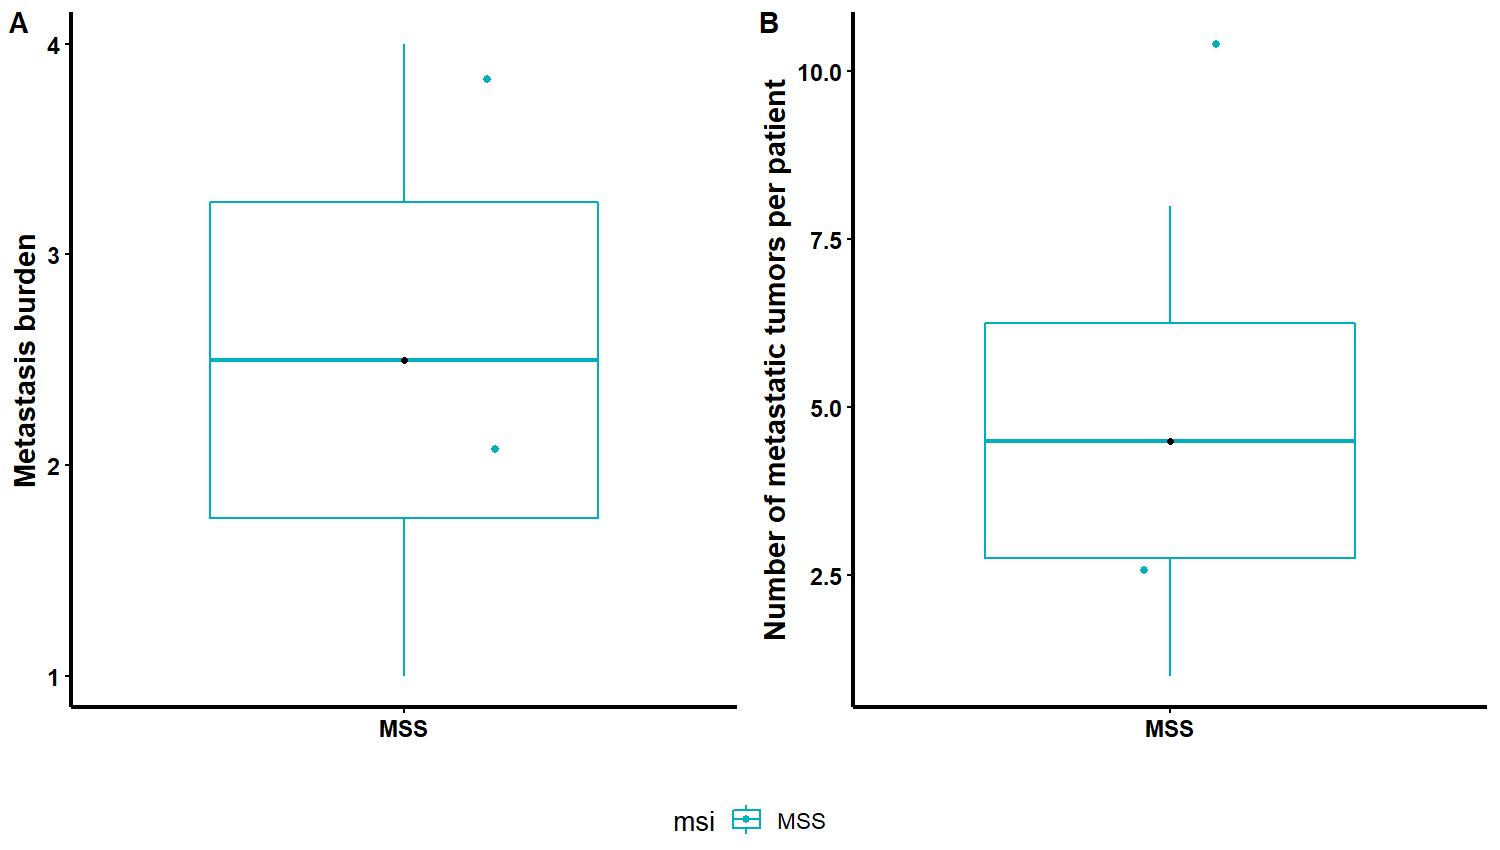 A
Metastasis burden
4
3
2
1
MSS
B
Number of metastatic tumors per patient
10.0
7.5
5.0
2.5
MSS
msi MSS